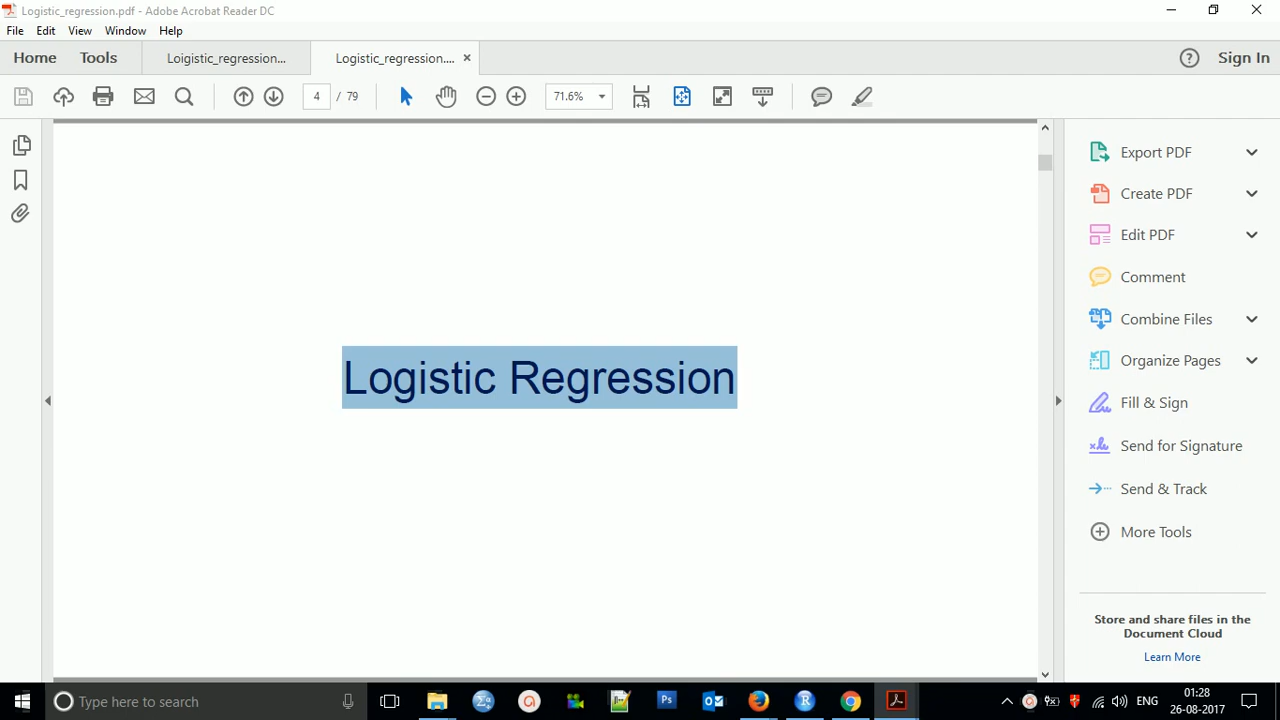 Logistic_regression.pdf - Adobe Acrobat Reader DC
File Edit View Window Help
Home Tools Loigistic_regression... Logistic_regression.... × Sign In
4 / 79 71.6%
Export PDF
Create PDF
Edit PDF
Comment
Combine Files
Organize Pages
Fill & Sign
Send for Signature
Send & Track
More Tools
Logistic Regression
Store and share files in the
Document Cloud
Learn More
Type here to search
ENG 01:28
26-08-2017